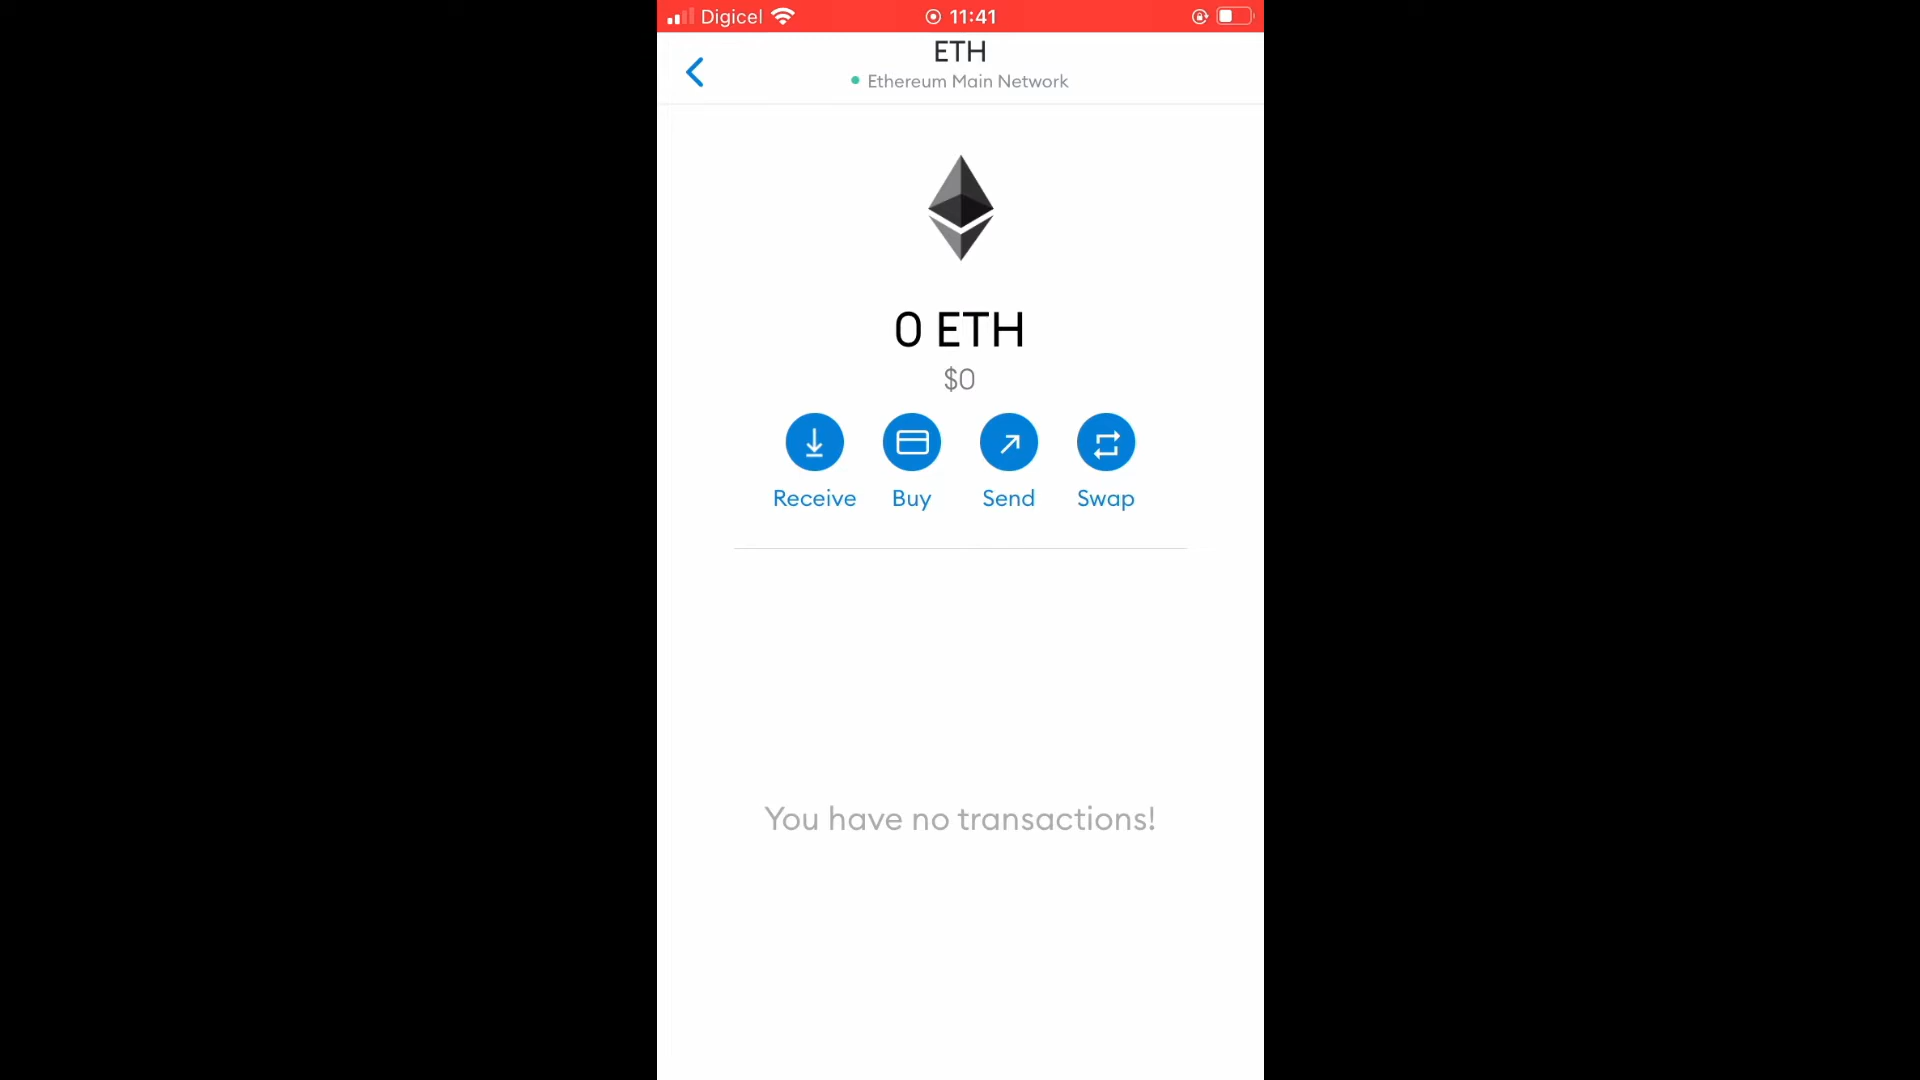 Digicel 11:41
ETH
Ethereum Main Network
0 ETH
$0
Receive Buy Send Swap
You have no transactions!